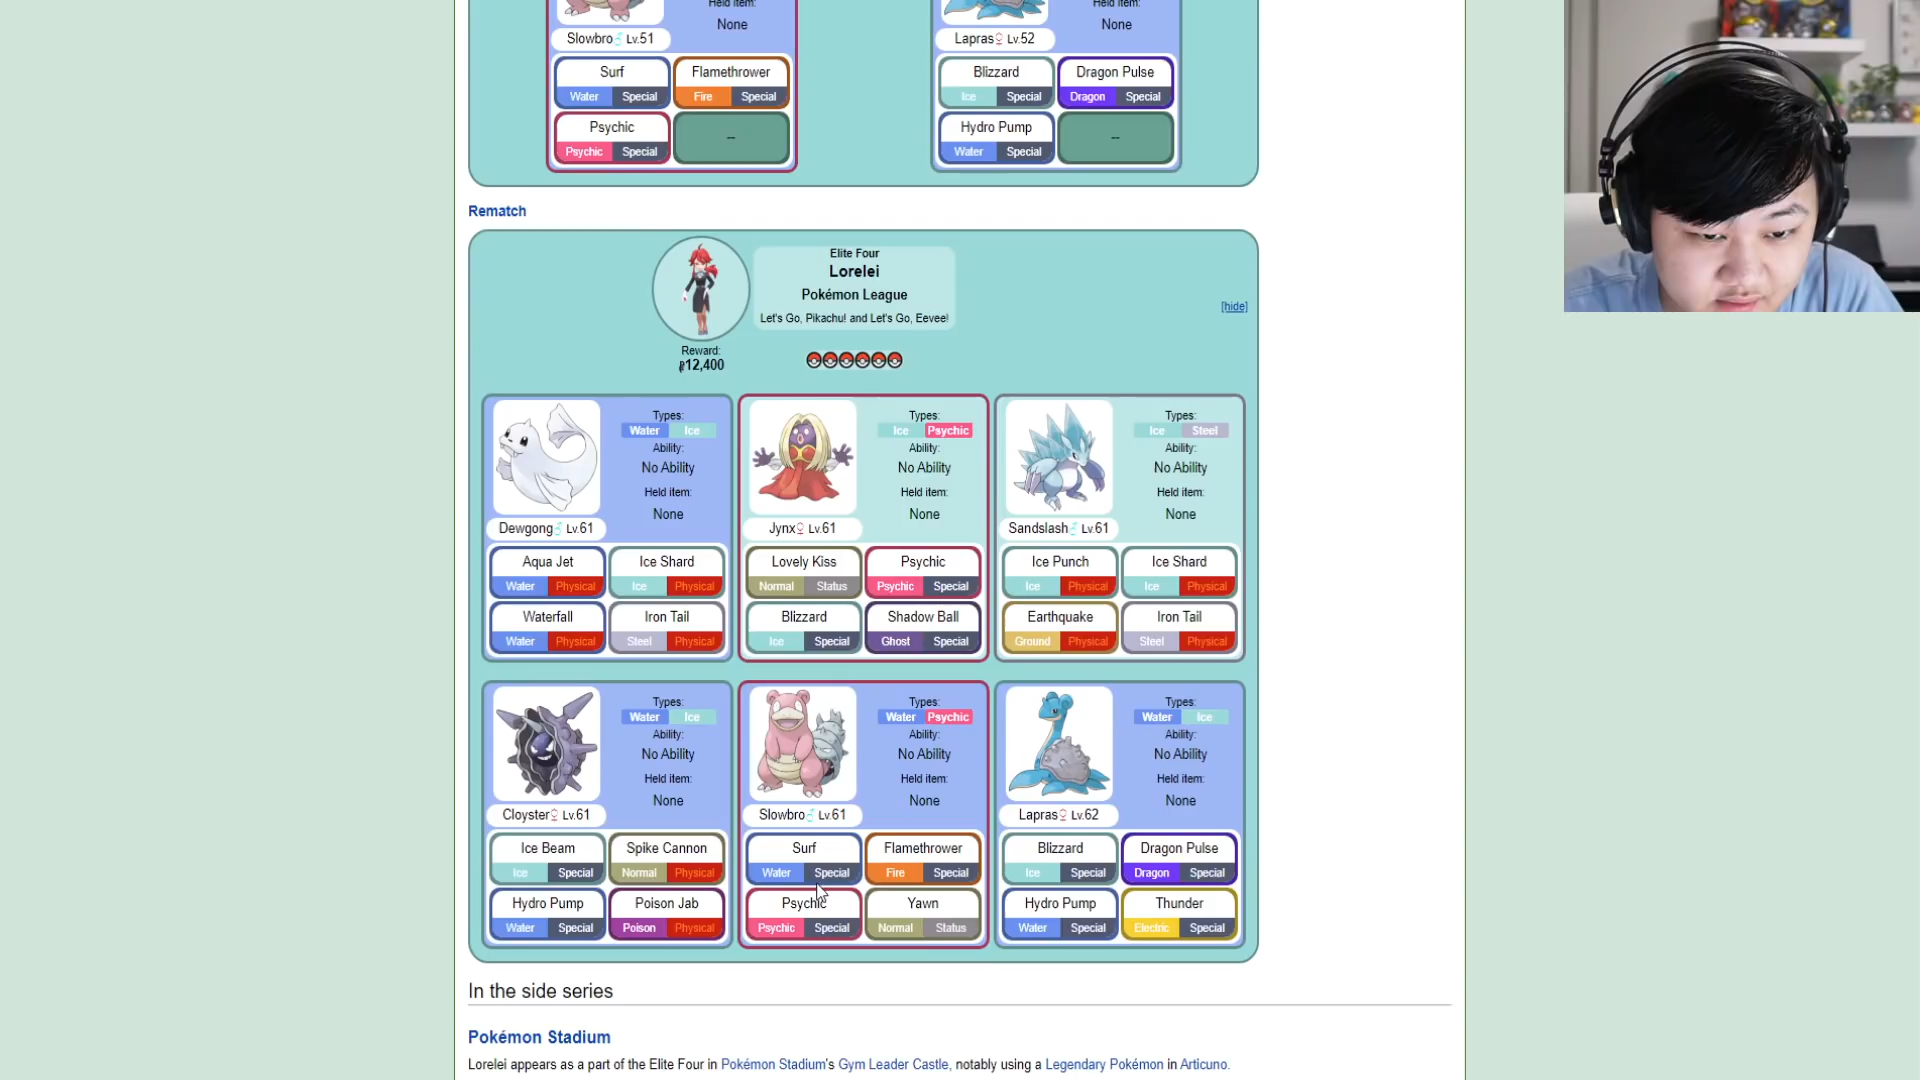 Held item:
Held item:
None
None
Slowbro♂ Lv.51
Lapras♀ Lv.52
Surf
Flamethrower
Water Special
Fire Special
Psychic
--
Psychic Special
Blizzard
Dragon Pulse
Ice Special
Dragon Special
Hydro Pump
--
Water Special
Rematch
Elite Four
Lorelei
Pokémon League
Let's Go, Pikachu! and Let's Go, Eevee!
[hide]
Reward:
₽12,400
Types:
Water Ice
Ability:
No Ability
Held item:
None
Dewgong♂ Lv.61
Aqua Jet
Ice Shard
Water Physical
Ice Physical
Waterfall
Iron Tail
Water Physical
Steel Physical
Types:
Ice Psychic
Ability:
No Ability
Held item:
None
Jynx♀ Lv.61
Lovely Kiss
Psychic
Normal Status
Psychic Special
Blizzard
Shadow Ball
Ice Special
Ghost Special
Types:
Ice Steel
Ability:
No Ability
Held item:
None
Sandslash♂ Lv.61
Ice Punch
Ice Shard
Ice Physical
Ice Physical
Earthquake
Iron Tail
Ground Physical
Steel Physical
Types:
Water Ice
Ability:
No Ability
Held item:
None
Cloyster♀ Lv.61
Ice Beam
Spike Cannon
Ice Special
Normal Physical
Hydro Pump
Poison Jab
Water Special
Poison Physical
Types:
Water Psychic
Ability:
No Ability
Held item:
None
Slowbro♂ Lv.61
Surf
Flamethrower
Water Special
Fire Special
Psychic
Yawn
Psychic Special
Normal Status
Types:
Water Ice
Ability:
No Ability
Held item:
None
Lapras♀ Lv.62
Blizzard
Dragon Pulse
Ice Special
Dragon Special
Hydro Pump
Thunder
Water Special
Electric Special
In the side series
Pokémon Stadium
Lorelei appears as a part of the Elite Four in Pokémon Stadium's Gym Leader Castle, notably using a Legendary Pokémon in Articuno.